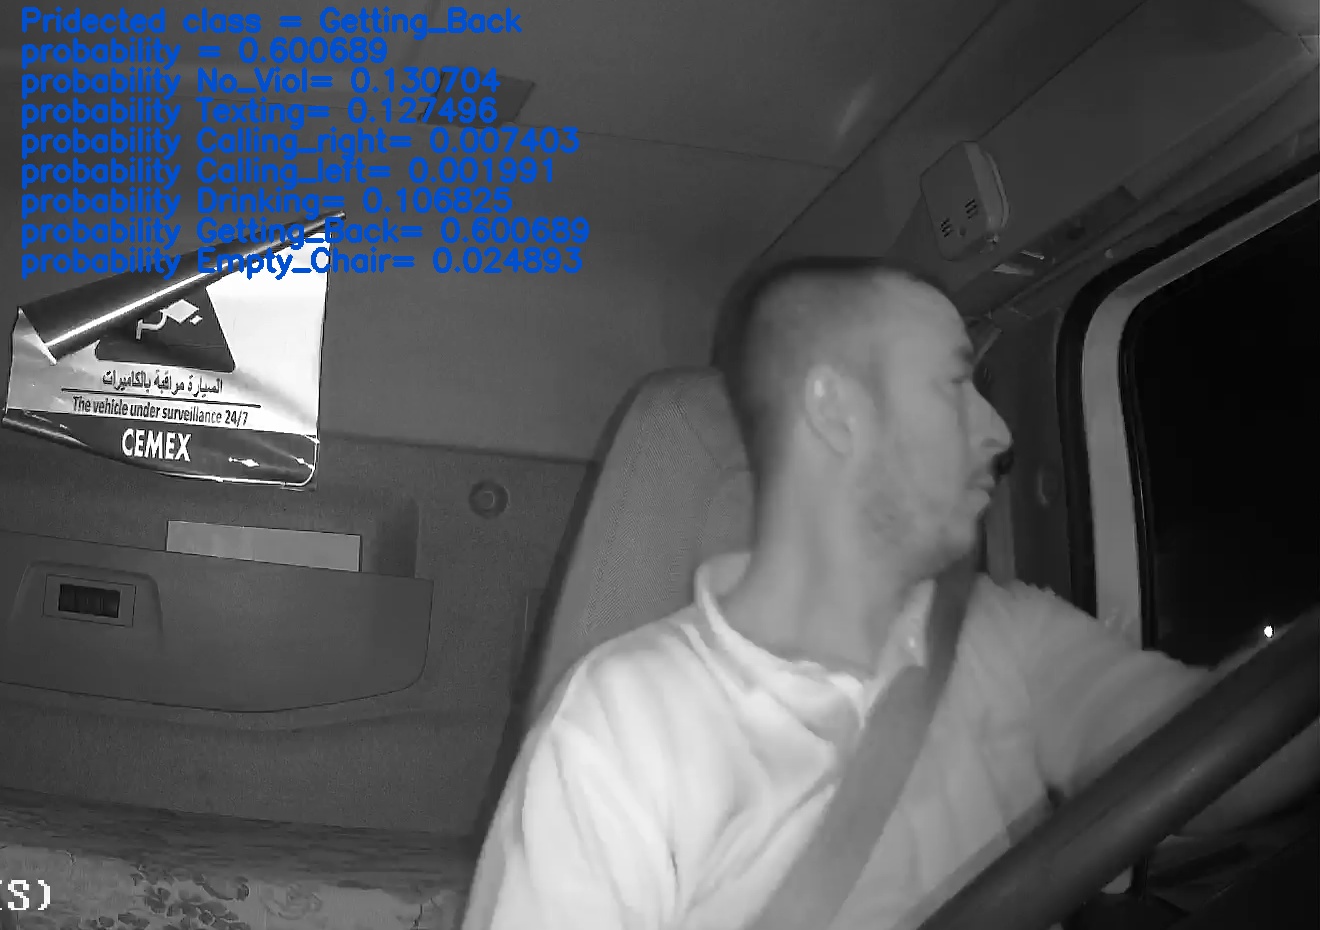 Pridected class = Getting_Back
probability = 0.600689
probability No_Viol= 0.130704
probability Texting= 0.127496
probability Calling_right= 0.007403
probability Calling_left= 0.001991
probability Drinking= 0.106825
probability Getting_Back= 0.600689
probability Empty_Chair= 0.024893
السيارة مراقبة بالكاميرات
The vehicle under surveillance 24/7
CEMEX
S)